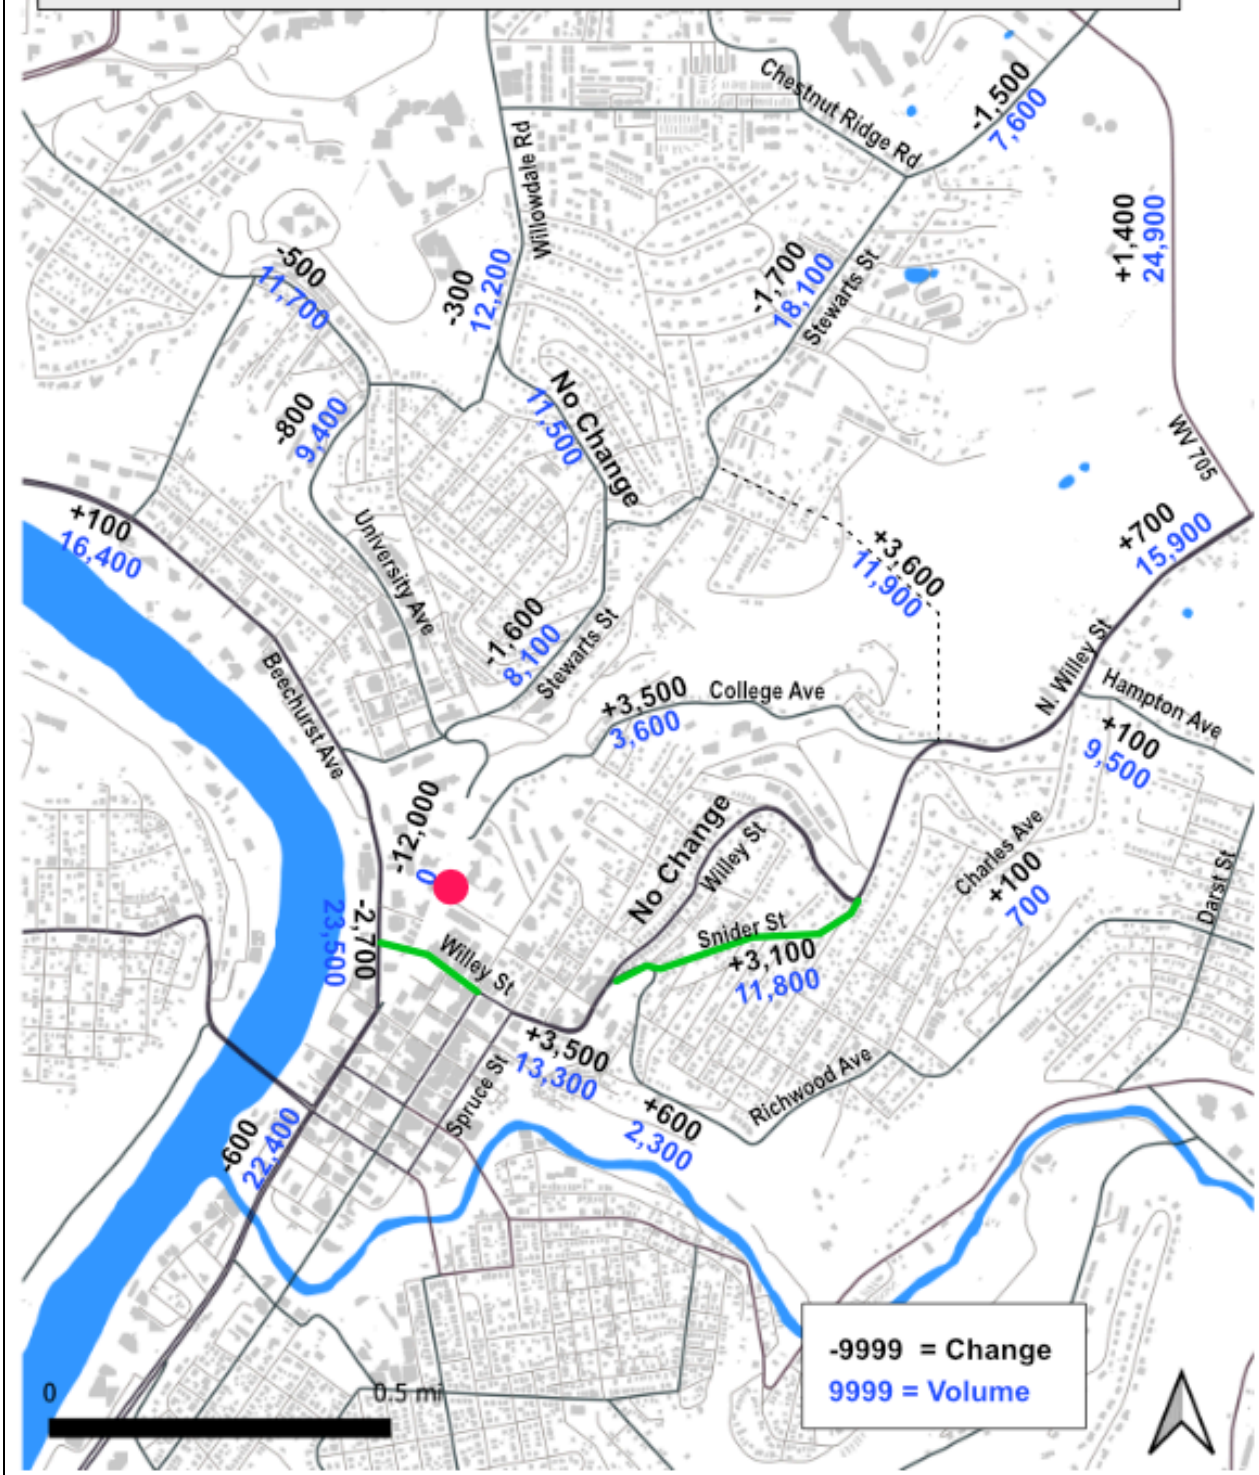 Chestnut Ridge Rd
-1,500
7,600
Willowdale Rd
+1,400
24,900
-500
11,700
-300
12,200
-1,700
18,100
Stewarts St
No Change
11,500
-800
9,400
WV 705
+100
16,400
University Ave
+3,600
11,900
+700
15,900
-1,600
8,100
Stewarts St
Beechurst Ave
+3,500
3,600
College Ave
N. Willey St
Hampton Ave
+100
9,500
-12,000
0
No Change
Willey St
Charles Ave
+100
700
Darst St
-2,700
23,500
Willey St
Snider St
+3,100
11,800
+3,500
13,300
Spruce St
Richwood Ave
+600
2,300
-600
22,400
-9999 = Change
9999 = Volume
0 0.5 mi